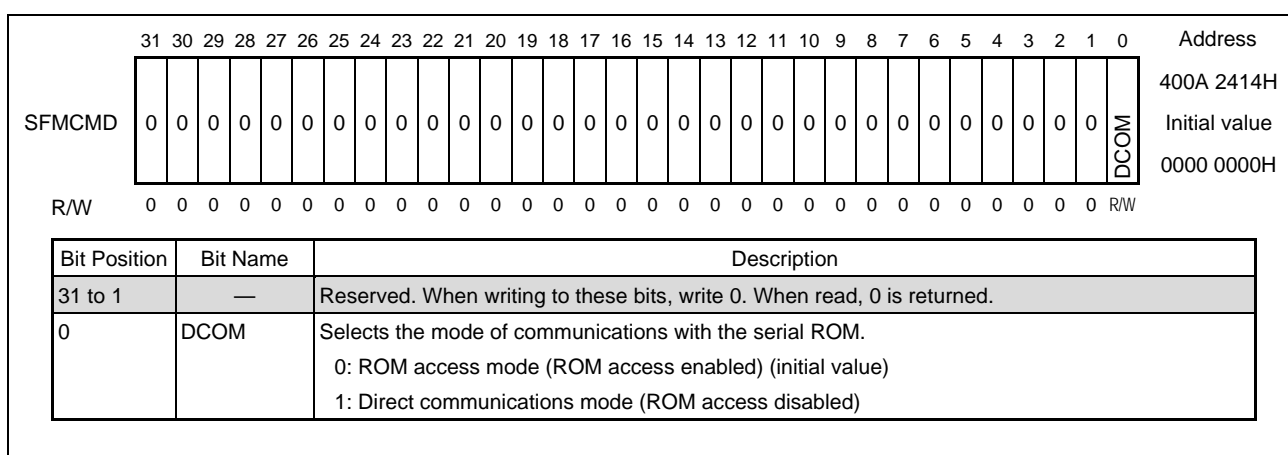 31 30 29 28 27 26 25 24 23 22 21 20 19 18 17 16 15 14 13 12 11 10 9 8 7 6 5 4 3 2 1 0 Address
400A 2414H
SFMCMD 0 0 0 0 0 0 0 0 0 0 0 0 0 0 0 0 0 0 0 0 0 0 0 0 0 0 0 0 0 0 0 DCOM Initial value
0000 0000H
R/W 0 0 0 0 0 0 0 0 0 0 0 0 0 0 0 0 0 0 0 0 0 0 0 0 0 0 0 0 0 0 0 R/W
Bit Position Bit Name Description
31 to 1 — Reserved. When writing to these bits, write 0. When read, 0 is returned.
0 DCOM Selects the mode of communications with the serial ROM.
0: ROM access mode (ROM access enabled) (initial value)
1: Direct communications mode (ROM access disabled)